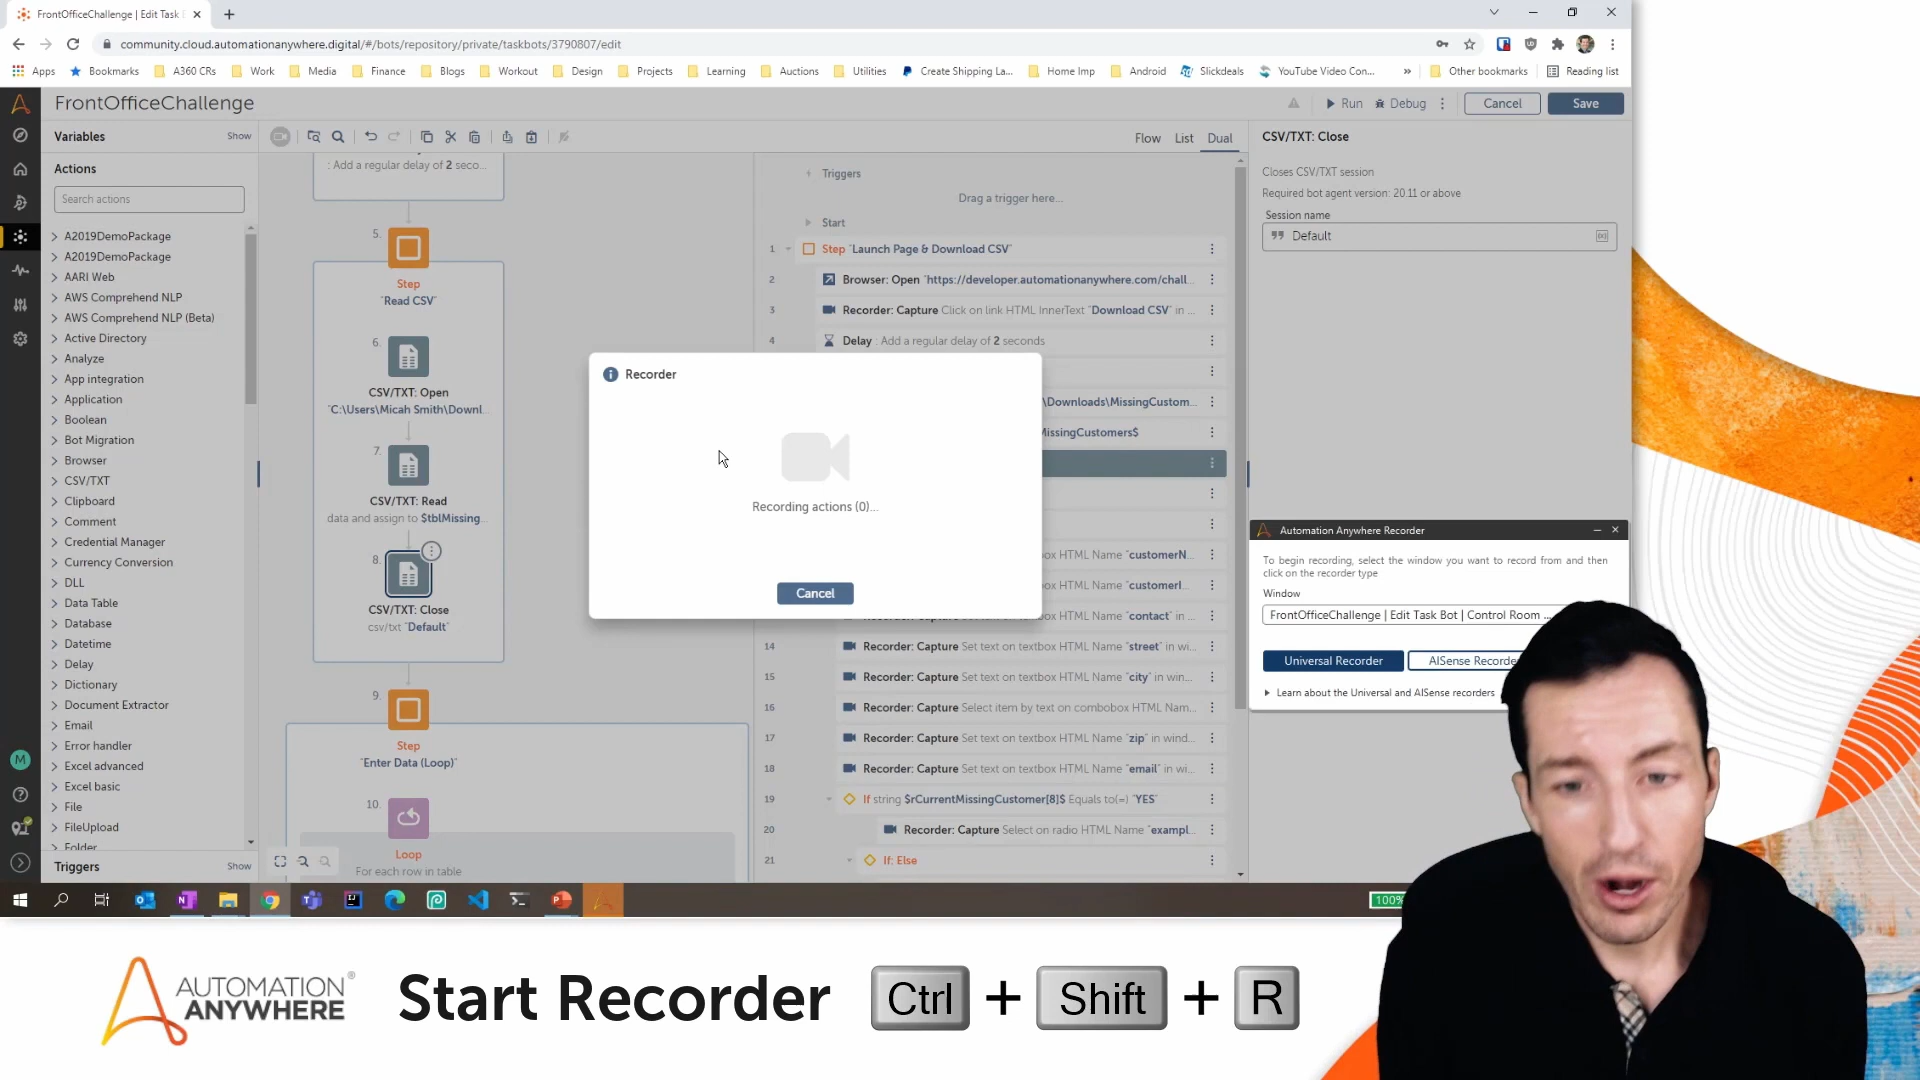 FrontOfficeChallenge | Edit Task
community.cloud.automationanywhere.digital/#/bots/repository/private/taskbots/3790807/edit
Apps Bookmarks A360 CRs Work Media Finance Blogs Workout Design Projects Learning Auctions Utilities Create Shipping La... Home Imp Android Slickdeals YouTube Video Con... » Other bookmarks Reading list
FrontOfficeChallenge
Run Debug Cancel Save
Variables Show
Flow List Dual
CSV/TXT: Close
Actions
Search actions
A2019DemoPackage
A2019DemoPackage
AARI Web
AWS Comprehend NLP
AWS Comprehend NLP (Beta)
Active Directory
Analyze
App integration
Application
Boolean
Bot Migration
Browser
CSV/TXT
Clipboard
Comment
Credential Manager
Currency Conversion
DLL
Data Table
Database
Datetime
Delay
Dictionary
Document Extractor
Email
Error handler
Excel advanced
Excel basic
File
FileUpload
Folder
Triggers Show
M
: Add a regular delay of 2 seco...
5.
Step
"Read CSV"
6.
CSV/TXT: Open
"C:\Users\Micah Smith\Downl...
7.
CSV/TXT: Read
data and assign to $tblMissing...
8.
CSV/TXT: Close
csv/txt "Default"
9.
Step
"Enter Data (Loop)"
10.
Loop
For each row in table
Triggers
Drag a trigger here...
Start
1 Step "Launch Page & Download CSV"
2 Browser: Open "https://developer.automationanywhere.com/chall...
3 Recorder: Capture Click on link HTML InnerText "Download CSV" in ...
4 Delay : Add a regular delay of 2 seconds
\Downloads\MissingCustom...
MissingCustomers$
box HTML Name "customerN...
box HTML Name "customerI...
"contact" in ...
14 Recorder: Capture Set text on textbox HTML Name "street" in wi...
15 Recorder: Capture Set text on textbox HTML Name "city" in win...
16 Recorder: Capture Select item by text on combobox HTML Nam...
17 Recorder: Capture Set text on textbox HTML Name "zip" in wind...
18 Recorder: Capture Set text on textbox HTML Name "email" in wi...
19 If string $rCurrentMissingCustomer[8]$ Equals to(=) "YES"
20 Recorder: Capture Select on radio HTML Name "exampl...
21 If: Else
Recorder
Recording actions (0)...
Cancel
Closes CSV/TXT session
Required bot agent version: 20.11 or above
Session name
Default
Automation Anywhere Recorder
To begin recording, select the window you want to record from and then
click on the recorder type
Window
FrontOfficeChallenge | Edit Task Bot | Control Room ...
Universal Recorder AISense Recorde
Learn about the Universal and AISense recorders
100%
AUTOMATION
ANYWHERE ®
Start Recorder Ctrl + Shift + R